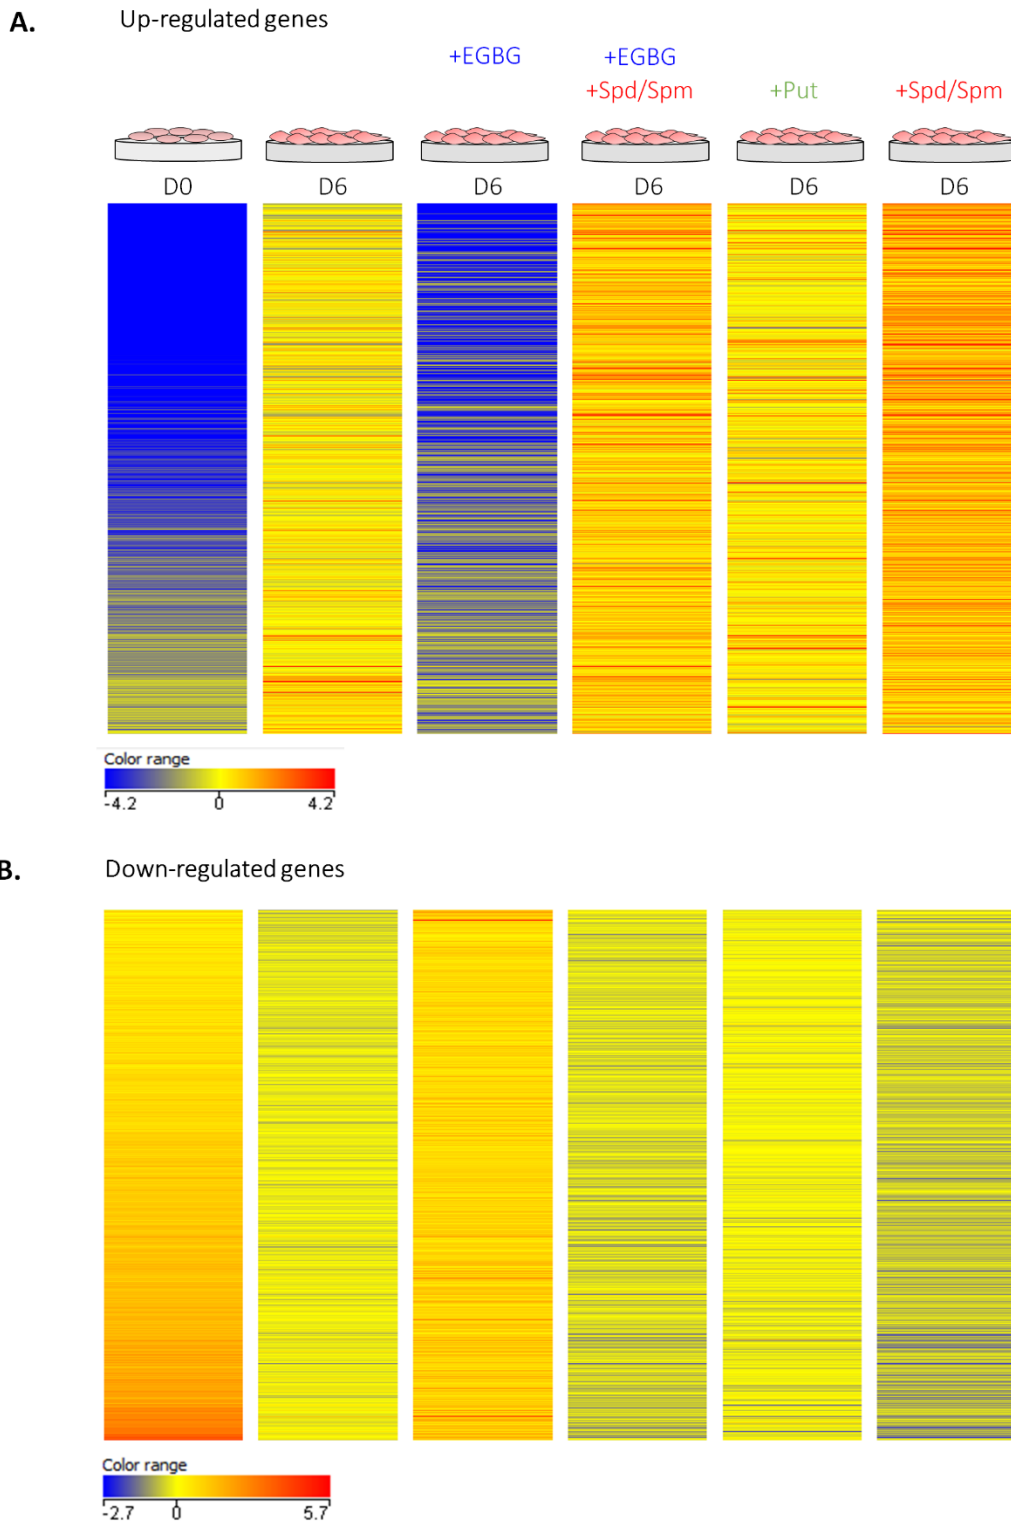 A.
Up-regulated genes
+EGBG
+EGBG
+Spd/Spm
+Put
+Spd/Spm
D0
D6
D6
D6
D6
D6
Color range
-4.2
0
4.2
B.
Down-regulated genes
Color range
-2.7
0
5.7